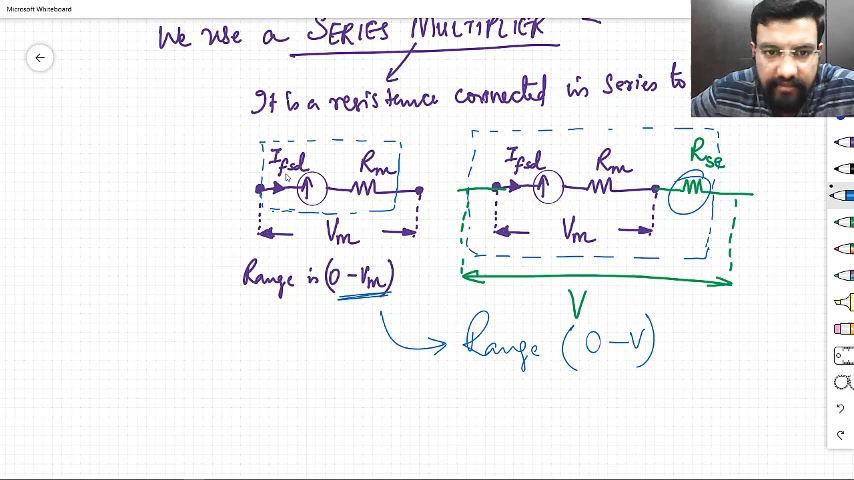 Microsoft Whiteboard
We use a SERIES MULTIPLIER -
It is a resistence connected in series to
Ifsd Rm
Vm
Range is (0-Vm)
Ifsd Rm Rse
Vm
V
Range (0-V)